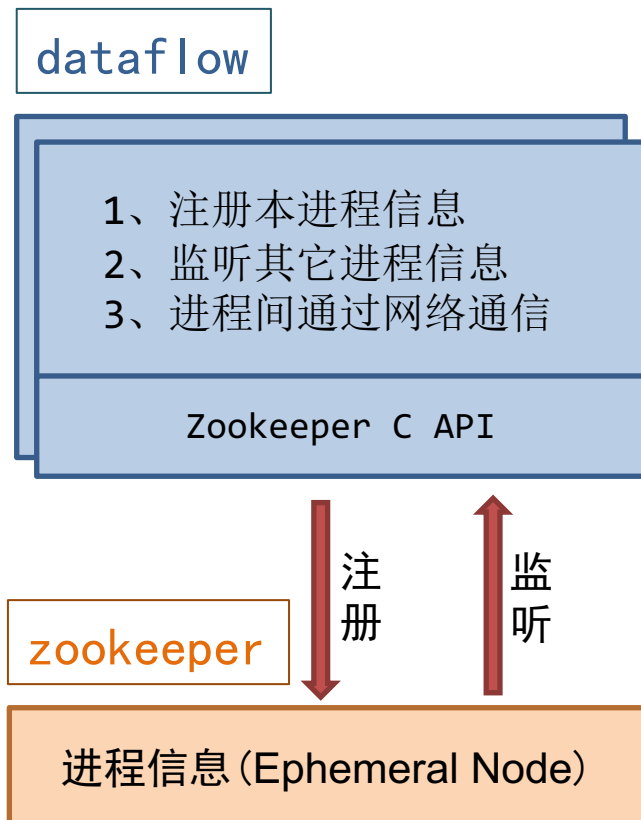 dataflow
1、注册本进程信息
2、监听其它进程信息
3、进程间通过网络通信
Zookeeper C API
注册
监听
zookeeper
进程信息(Ephemeral Node)